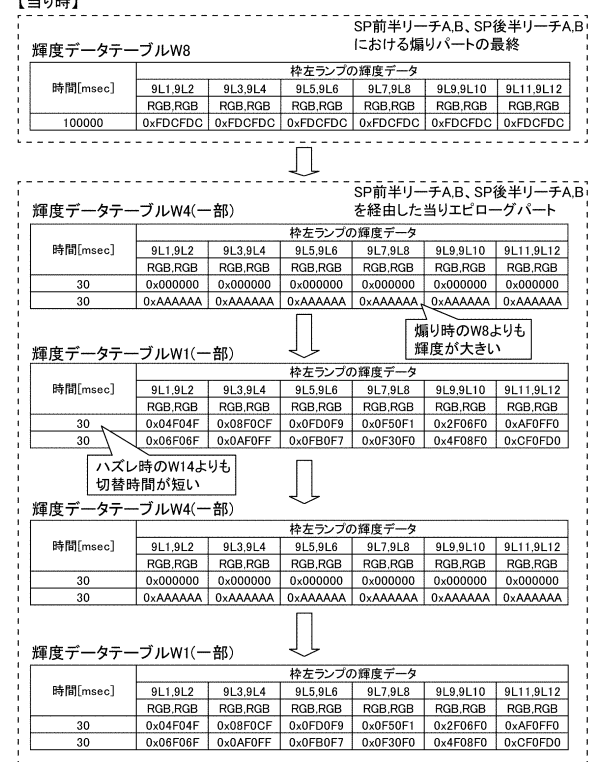 【当り時】
SP前半リーチA,B、SP後半リーチA,B
における煽りパートの最終
輝度データテーブルW8
時間[msec] 枠左ランプの輝度データ
9L1,9L2 9L3,9L4 9L5,9L6 9L7,9L8 9L9,9L10 9L11,9L12
RGB,RGB RGB,RGB RGB,RGB RGB,RGB RGB,RGB RGB,RGB
100000 0xFDCFDC 0xFDCFDC 0xFDCFDC 0xFDCFDC 0xFDCFDC 0xFDCFDC
SP前半リーチA,B、SP後半リーチA,B
を経由した当りエピローグパート
輝度データテーブルW4(一部)
時間[msec] 枠左ランプの輝度データ
9L1,9L2 9L3,9L4 9L5,9L6 9L7,9L8 9L9,9L10 9L11,9L12
RGB,RGB RGB,RGB RGB,RGB RGB,RGB RGB,RGB RGB,RGB
30 0x000000 0x000000 0x000000 0x000000 0x000000 0x000000
30 0xAAAAAA 0xAAAAAA 0xAAAAAA 0xAAAAAA 0xAAAAAA 0xAAAAAA
煽り時のW8よりも
輝度が大きい
輝度データテーブルW1(一部)
時間[msec] 枠左ランプの輝度データ
9L1,9L2 9L3,9L4 9L5,9L6 9L7,9L8 9L9,9L10 9L11,9L12
RGB,RGB RGB,RGB RGB,RGB RGB,RGB RGB,RGB RGB,RGB
30 0x04F04F 0x08F0CF 0x0FD0F9 0x0F50F1 0x2F06F0 0xAF0FF0
30 0x06F06F 0x0AF0FF 0x0FB0F7 0x0F30F0 0x4F08F0 0xCF0FD0
ハズレ時のW14よりも
切替時間が短い
輝度データテーブルW4(一部)
時間[msec] 枠左ランプの輝度データ
9L1,9L2 9L3,9L4 9L5,9L6 9L7,9L8 9L9,9L10 9L11,9L12
RGB,RGB RGB,RGB RGB,RGB RGB,RGB RGB,RGB RGB,RGB
30 0x000000 0x000000 0x000000 0x000000 0x000000 0x000000
30 0xAAAAAA 0xAAAAAA 0xAAAAAA 0xAAAAAA 0xAAAAAA 0xAAAAAA
輝度データテーブルW1(一部)
時間[msec] 枠左ランプの輝度データ
9L1,9L2 9L3,9L4 9L5,9L6 9L7,9L8 9L9,9L10 9L11,9L12
RGB,RGB RGB,RGB RGB,RGB RGB,RGB RGB,RGB RGB,RGB
30 0x04F04F 0x08F0CF 0x0FD0F9 0x0F50F1 0x2F06F0 0xAF0FF0
30 0x06F06F 0x0AF0FF 0x0FB0F7 0x0F30F0 0x4F08F0 0xCF0FD0